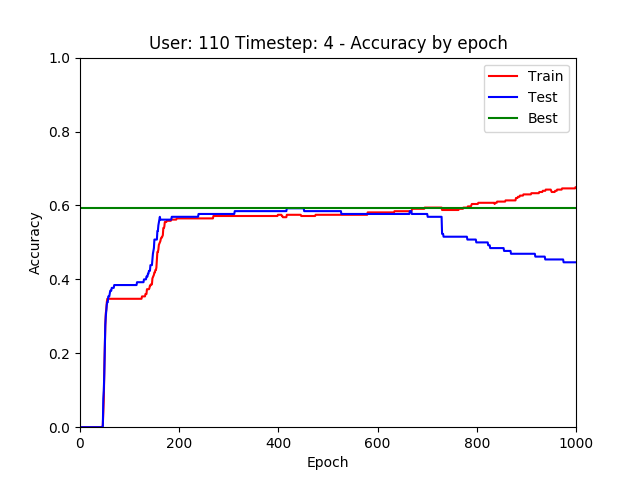 User: 110 Timestep: 4 - Accuracy by epoch
1.0
0.8
0.6
0.4
0.2
0.0
Accuracy
Train
Test
Best
0 200 400 600 800 1000
Epoch